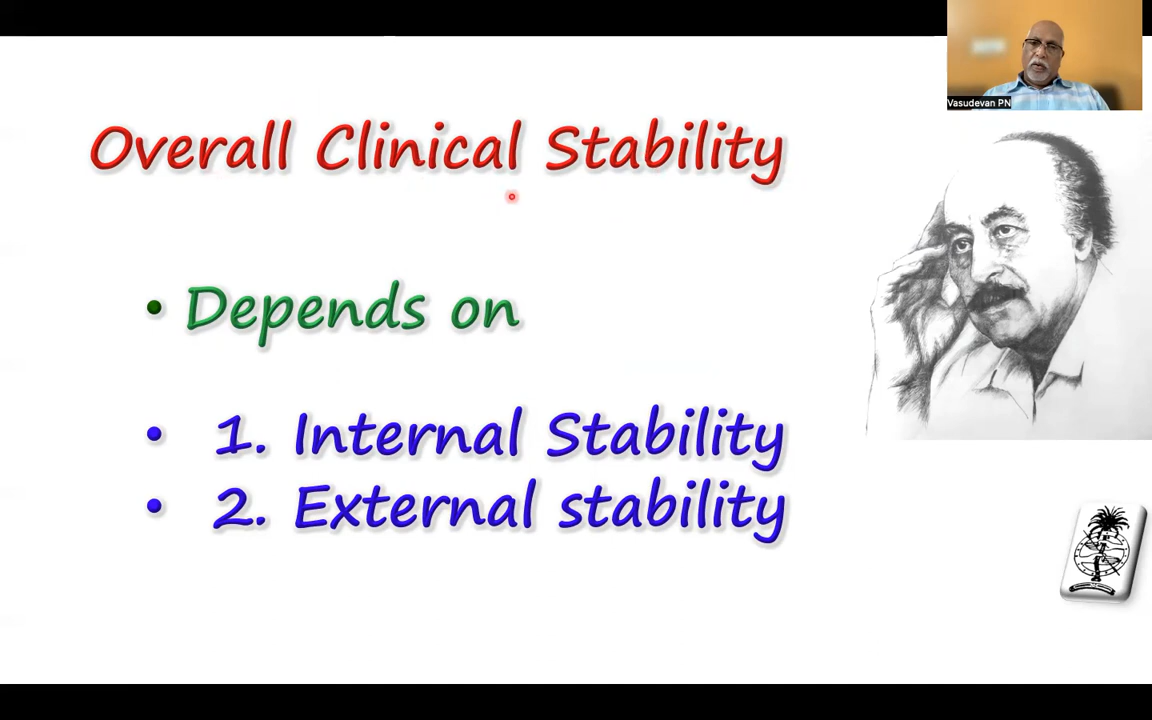 Vasudevan PN
Overall Clinical Stability
• Depends on
• 1. Internal Stability
• 2. External stability